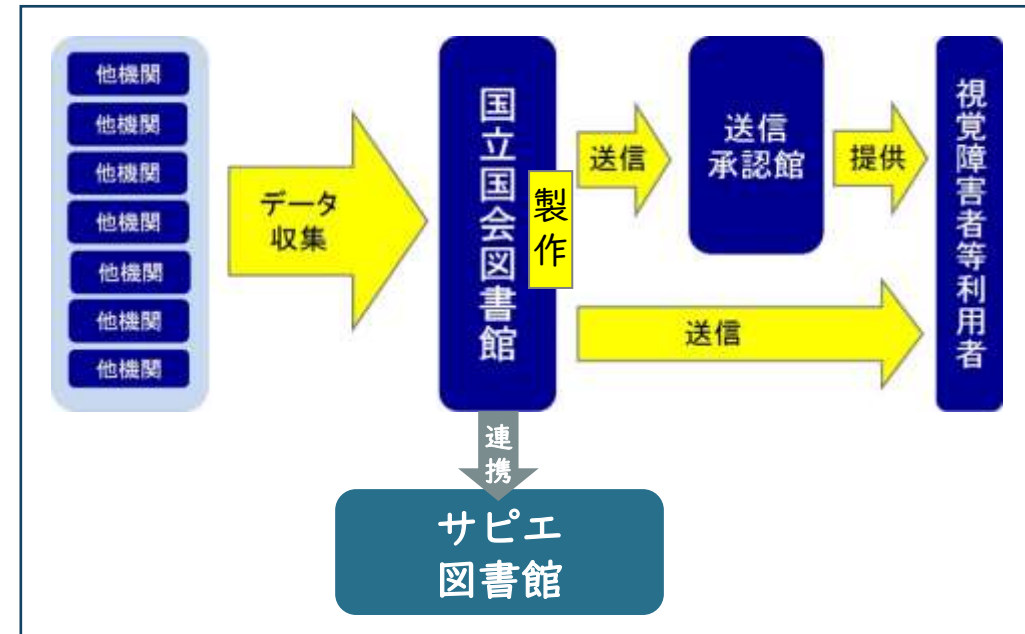 他機関
他機関
他機関
他機関
他機関
他機関
他機関
データ
収集
国立国会図書館
製作
送信
送信
承認館
提供
送信
視覚障害者等利用者
連携
サピエ
図書館